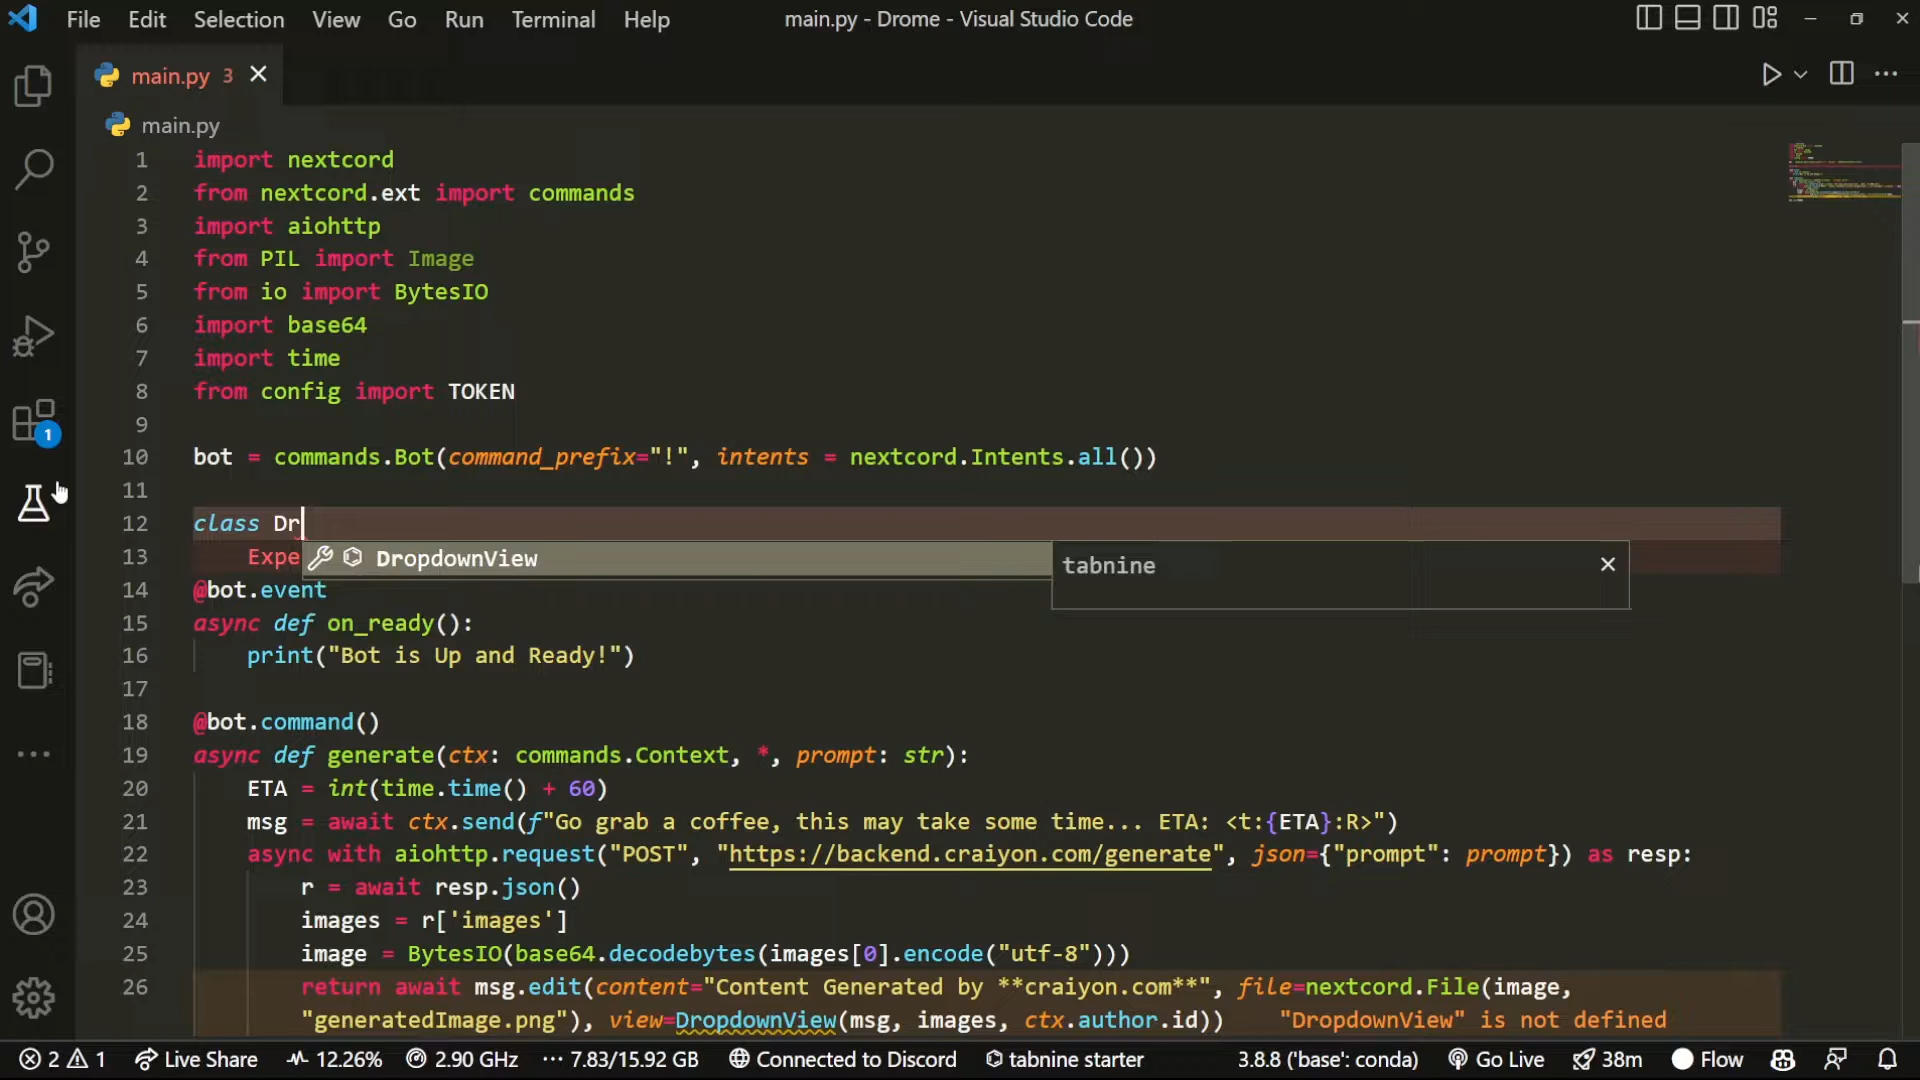 File Edit Selection View Go Run Terminal Help main.py - Drome - Visual Studio Code
main.py 3
main.py
1 import nextcord
2 from nextcord.ext import commands
3 import aiohttp
4 from PIL import Image
5 from io import BytesIO
6 import base64
7 import time
8 from config import TOKEN
9
10 bot = commands.Bot(command_prefix="!", intents = nextcord.Intents.all())
11
12 class Dr
13 Expe DropdownView tabnine
14 @bot.event
15 async def on_ready():
16 print("Bot is Up and Ready!")
17
18 @bot.command()
19 async def generate(ctx: commands.Context, *, prompt: str):
20 ETA = int(time.time() + 60)
21 msg = await ctx.send(f"Go grab a coffee, this may take some time... ETA: <t:{ETA}:R>")
22 async with aiohttp.request("POST", "https://backend.craiyon.com/generate", json={"prompt": prompt}) as resp:
23 r = await resp.json()
24 images = r['images']
25 image = BytesIO(base64.decodebytes(images[0].encode("utf-8")))
26 return await msg.edit(content="Content Generated by **craiyon.com**", file=nextcord.File(image,
"generatedImage.png"), view=DropdownView(msg, images, ctx.author.id)) "DropdownView" is not defined
1
2 1 Live Share 12.26% 2.90 GHz 7.83/15.92 GB Connected to Discord tabnine starter 3.8.8 ('base': conda) Go Live 38m Flow